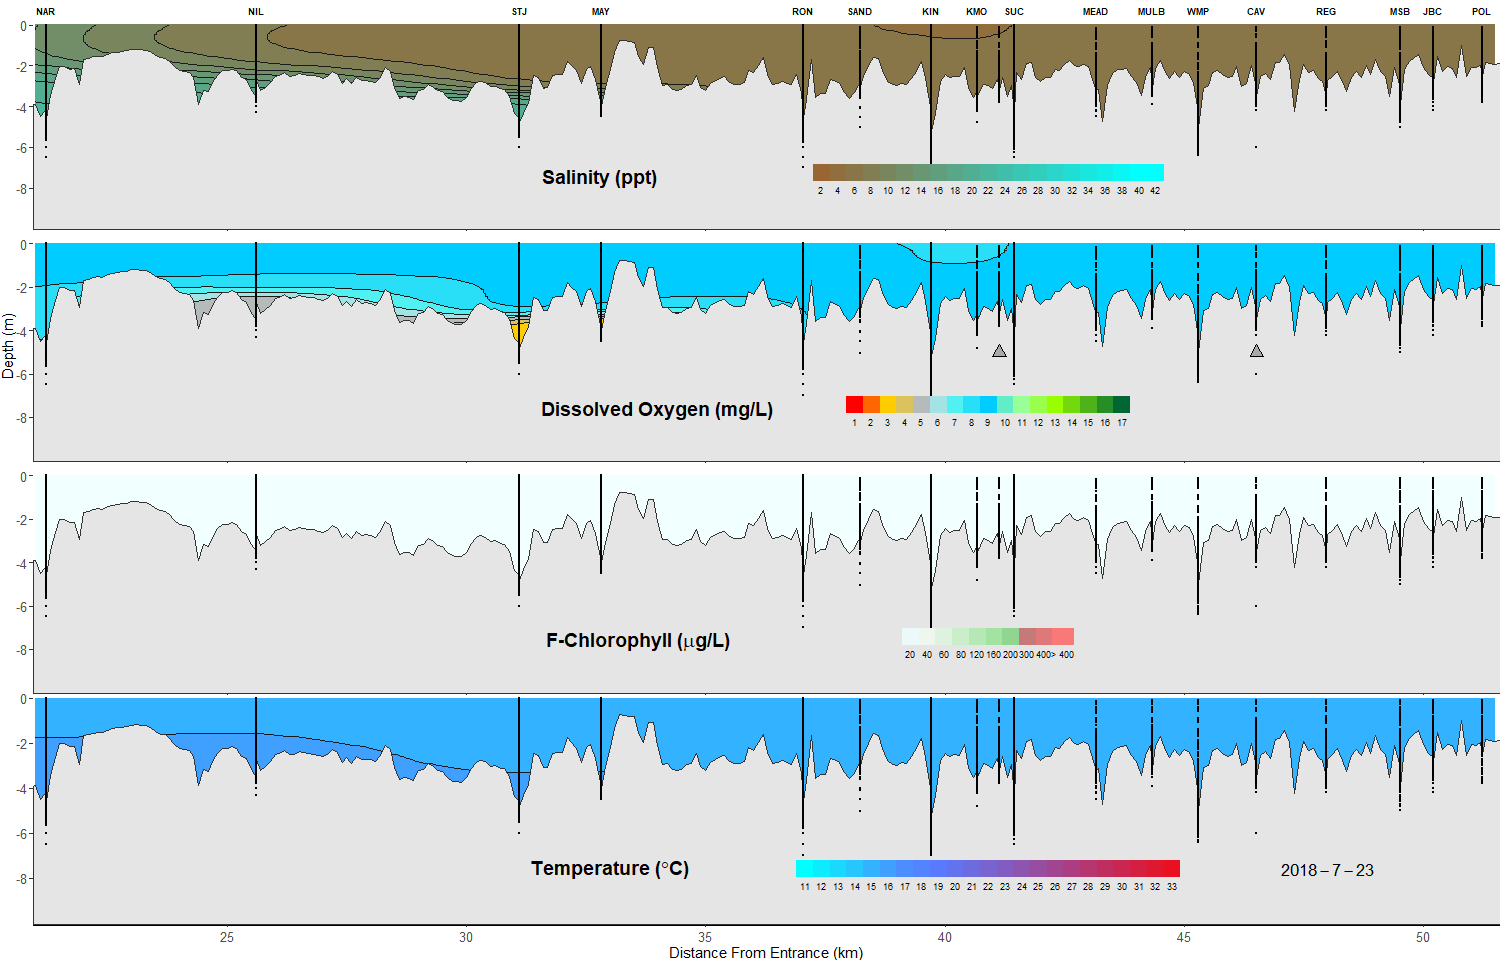 NAR NIL STJ MAY RON SAND KIN KMO SUC MEAD MULB WMP CAV REG MSB JBC POL
0
-2
-4
-6
-8
Salinity (ppt)
2 4 6 8 10 12 14 16 18 20 22 24 26 28 30 32 34 36 38 40 42
0
-2
-4
-6
-8
Depth (m)
Dissolved Oxygen (mg/L)
1 2 3 4 5 6 7 8 9 10 11 12 13 14 15 16 17
0
-2
-4
-6
-8
F-Chlorophyll (μg/L)
20 40 60 80 120 160 200 300 400 > 400
0
-2
-4
-6
-8
Temperature (°C)
11 12 13 14 15 16 17 18 19 20 21 22 23 24 25 26 27 28 29 30 31 32 33
2018 – 7 – 23
25 30 35 40 45 50
Distance From Entrance (km)